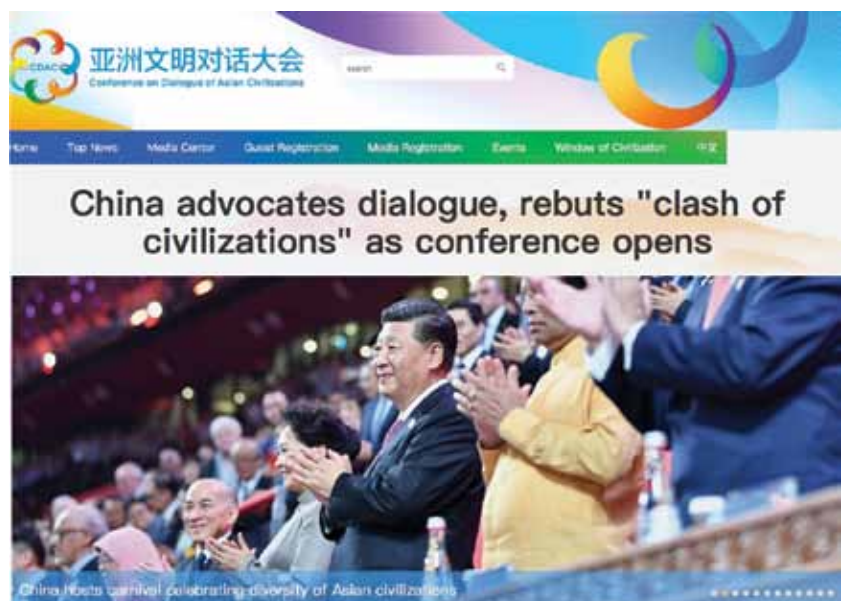 CDAC
亚洲文明对话大会
Conference on Dialogue of Asian Civilizations
search
Home Top News Media Center Guest Registration Media Registration Events Window of Civilization 中文
China advocates dialogue, rebuts "clash of
civilizations" as conference opens
China hosts carnival celebrating diversity of Asian civilizations